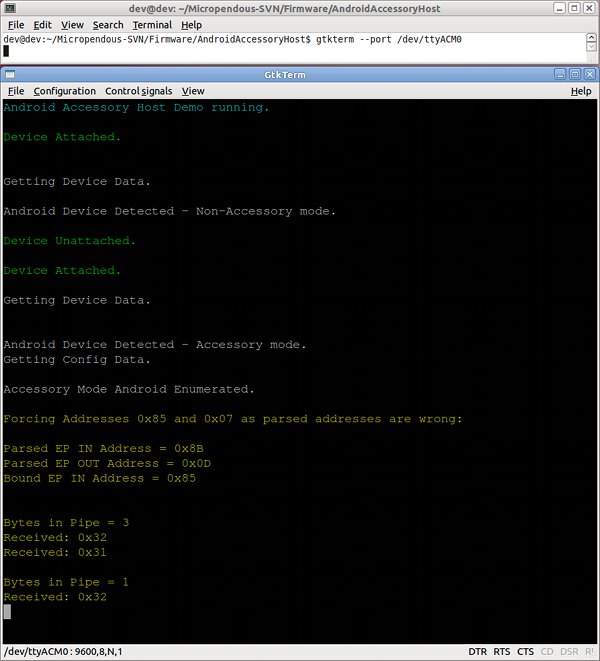 dev@dev: ~/Micropendous-SVN/Firmware/AndroidAccessoryHost
File Edit View Search Terminal Help
dev@dev:~/Micropendous-SVN/Firmware/AndroidAccessoryHost$ gtkterm --port /dev/ttyACM0
GtkTerm
File Configuration Control signals View Help
Android Accessory Host Demo running.
Device Attached.
Getting Device Data.
Android Device Detected - Non-Accessory mode.
Device Unattached.
Device Attached.
Getting Device Data.
Android Device Detected - Accessory mode.
Getting Config Data.
Accessory Mode Android Enumerated.
Forcing Addresses 0x85 and 0x07 as parsed addresses are wrong:
Parsed EP IN Address = 0x8B
Parsed EP OUT Address = 0x0D
Bound EP IN Address = 0x85
Bytes in Pipe = 3
Received: 0x32
Received: 0x31
Bytes in Pipe = 1
Received: 0x32
/dev/ttyACM0 : 9600,8,N,1 DTR RTS CTS CD DSR RI